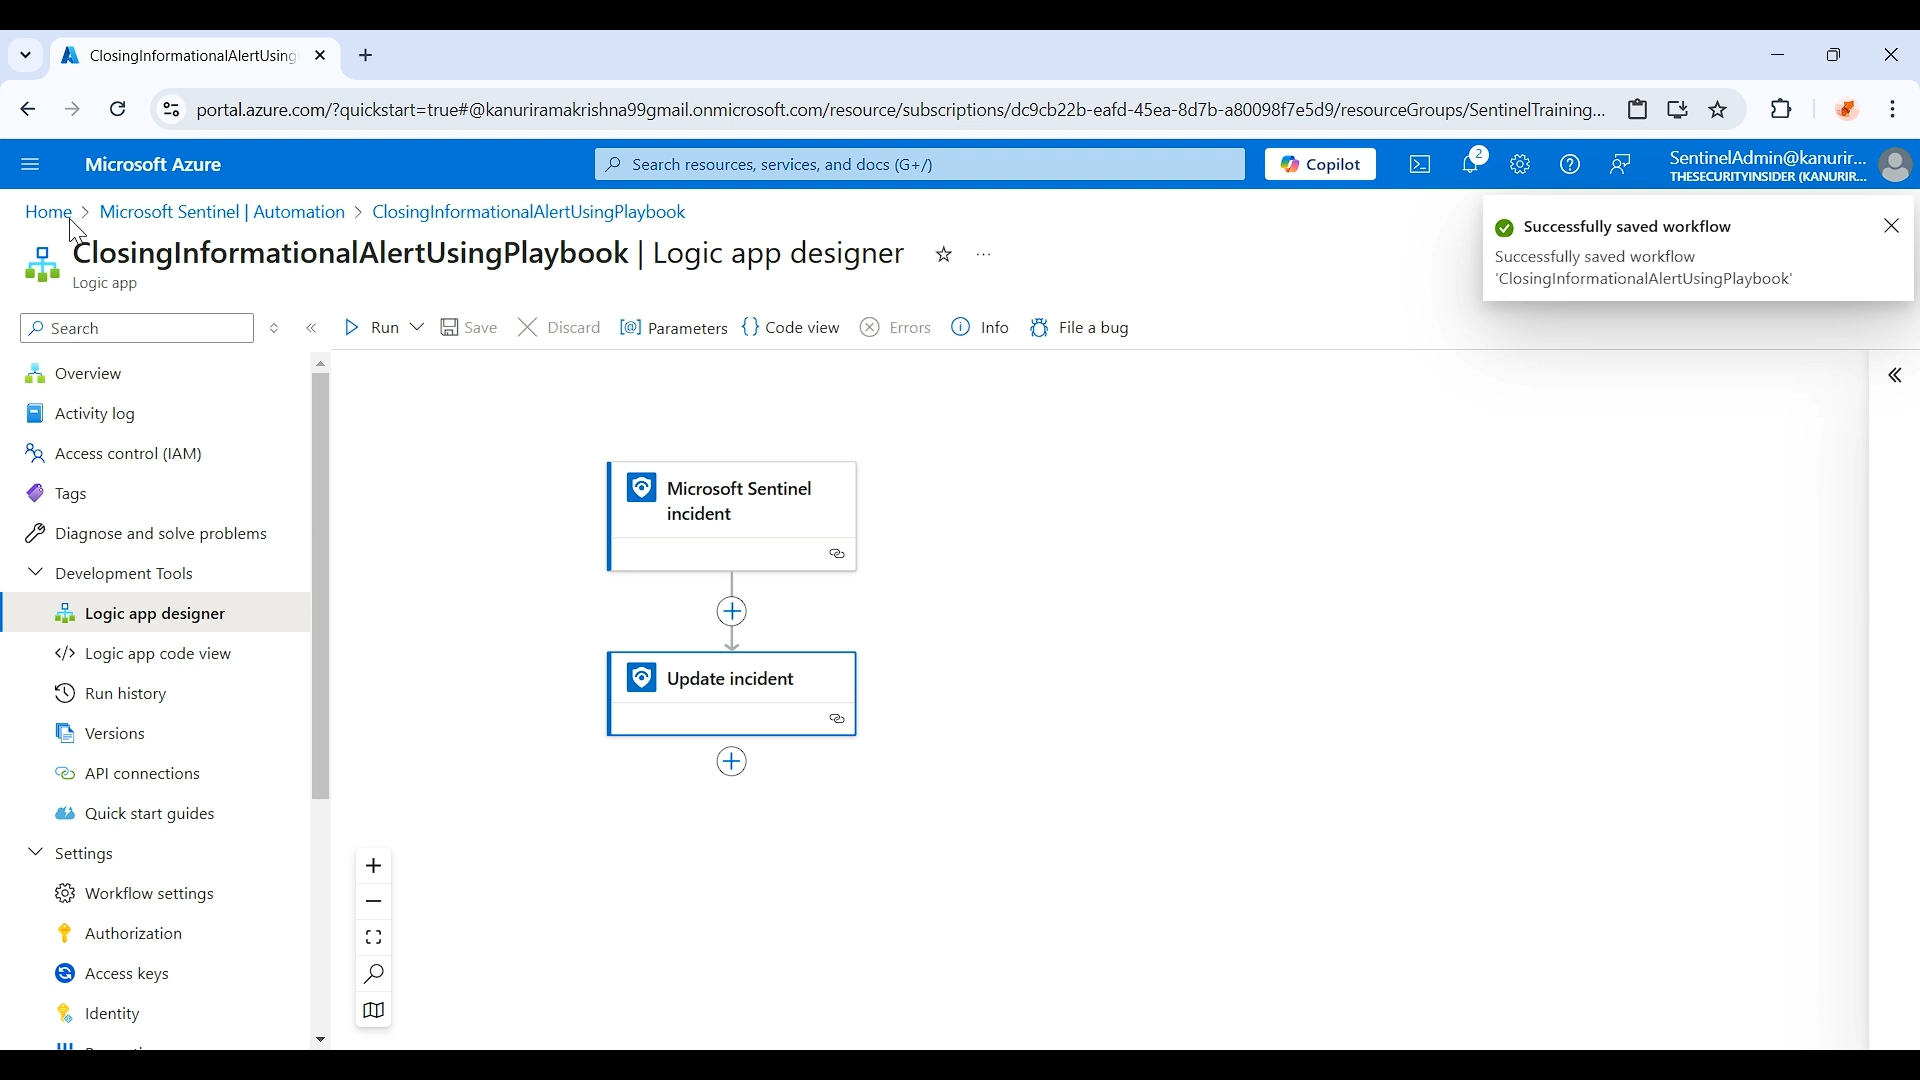 ClosingInformationalAlertUsing
portal.azure.com/?quickstart=true#@kanuriramakrishna99gmail.onmicrosoft.com/resource/subscriptions/dc9cb22b-eafd-45ea-8d7b-a80098f7e5d9/resourceGroups/SentinelTraining...
Microsoft Azure
Search resources, services, and docs (G+/)
Copilot
2
SentinelAdmin@kanurir...
THESECURITYINSIDER (KANURIR...
Home > Microsoft Sentinel | Automation > ClosingInformationalAlertUsingPlaybook
ClosingInformationalAlertUsingPlaybook | Logic app designer
Logic app
Successfully saved workflow
Successfully saved workflow
'ClosingInformationalAlertUsingPlaybook'
Search
Run
Save
Discard
Parameters
Code view
Errors
Info
File a bug
Overview
Activity log
Access control (IAM)
Tags
Diagnose and solve problems
Development Tools
Logic app designer
Logic app code view
Run history
Versions
API connections
Quick start guides
Settings
Workflow settings
Authorization
Access keys
Identity
Microsoft Sentinel
incident
Update incident